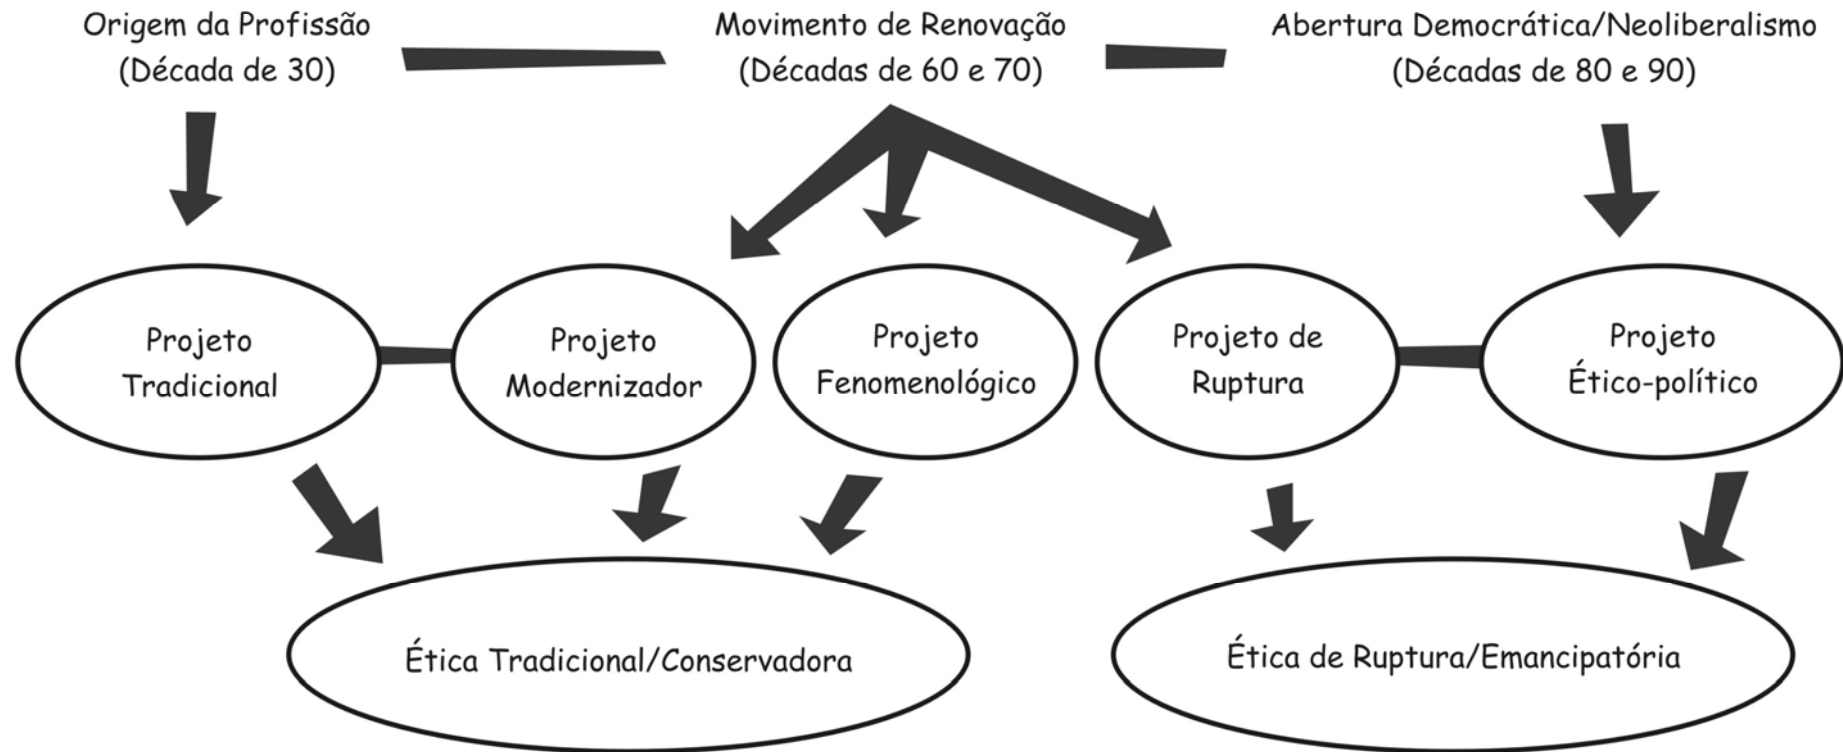 Origem da Profissão
(Década de 30)
Movimento de Renovação
(Décadas de 60 e 70)
Abertura Democrática/Neoliberalismo
(Décadas de 80 e 90)
Projeto
Tradicional
Projeto
Modernizador
Projeto
Fenomenológico
Projeto de
Ruptura
Projeto
Ético-político
Ética Tradicional/Conservadora
Ética de Ruptura/Emancipatória